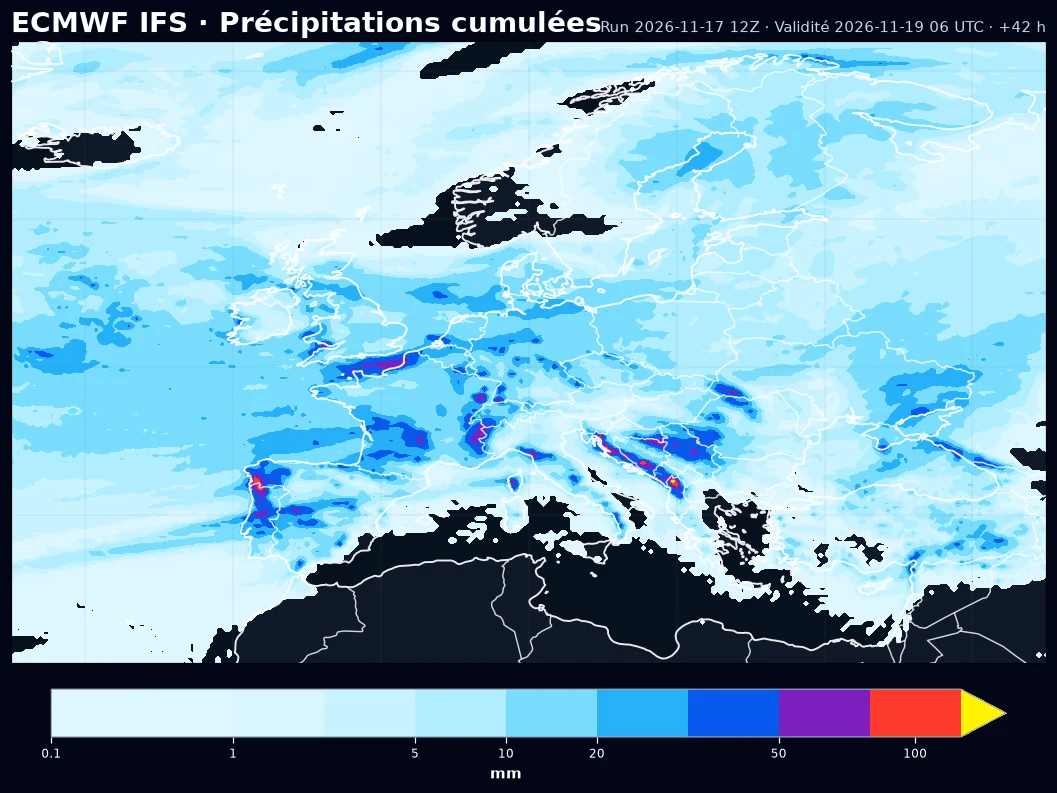 ECMWF IFS · Précipitations cumulées
Run 2026-11-17 12Z · Validité 2026-11-19 06 UTC · +42 h
0.1 1 5 10 20 50 100
mm